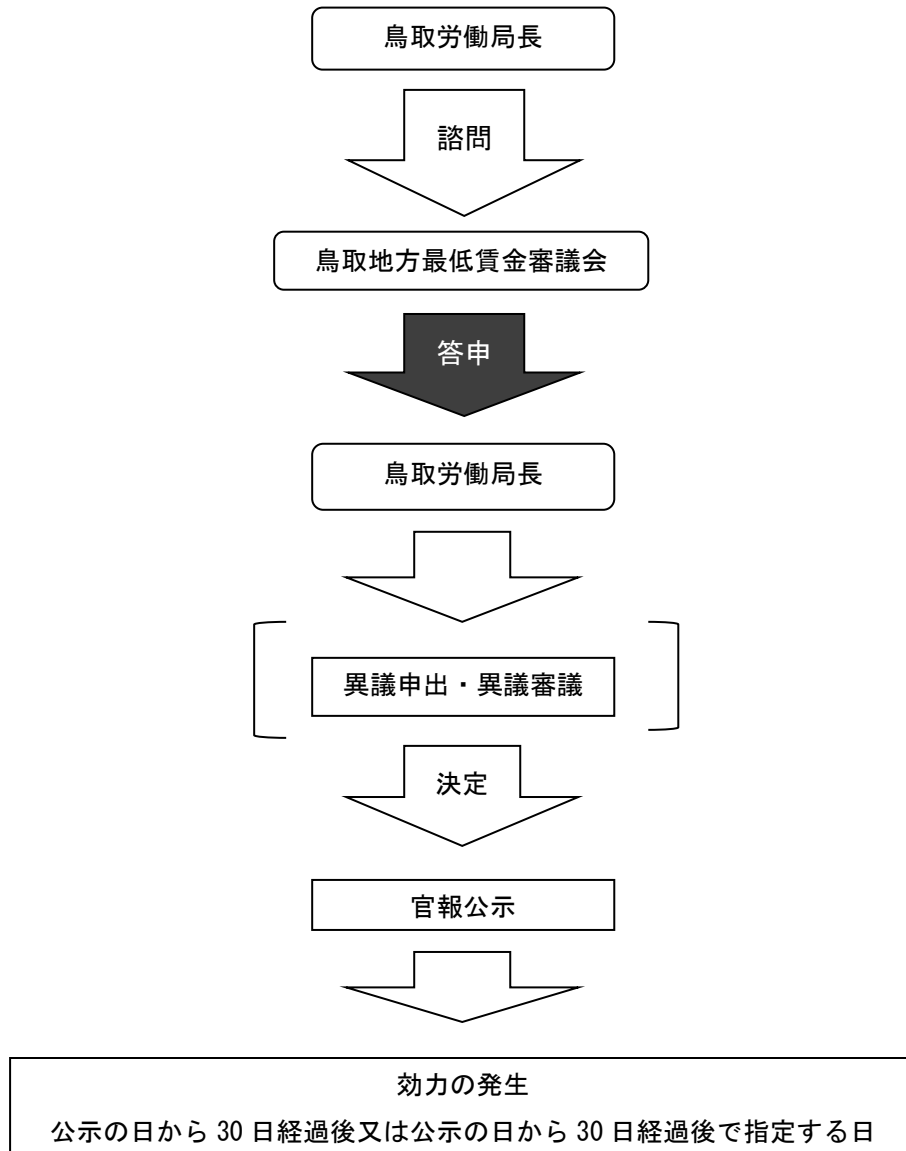 鳥取労働局長
諮問
鳥取地方最低賃金審議会
答申
鳥取労働局長
異議申出・異議審議
決定
官報公示
効力の発生
公示の日から 30 日経過後又は公示の日から 30 日経過後で指定する日